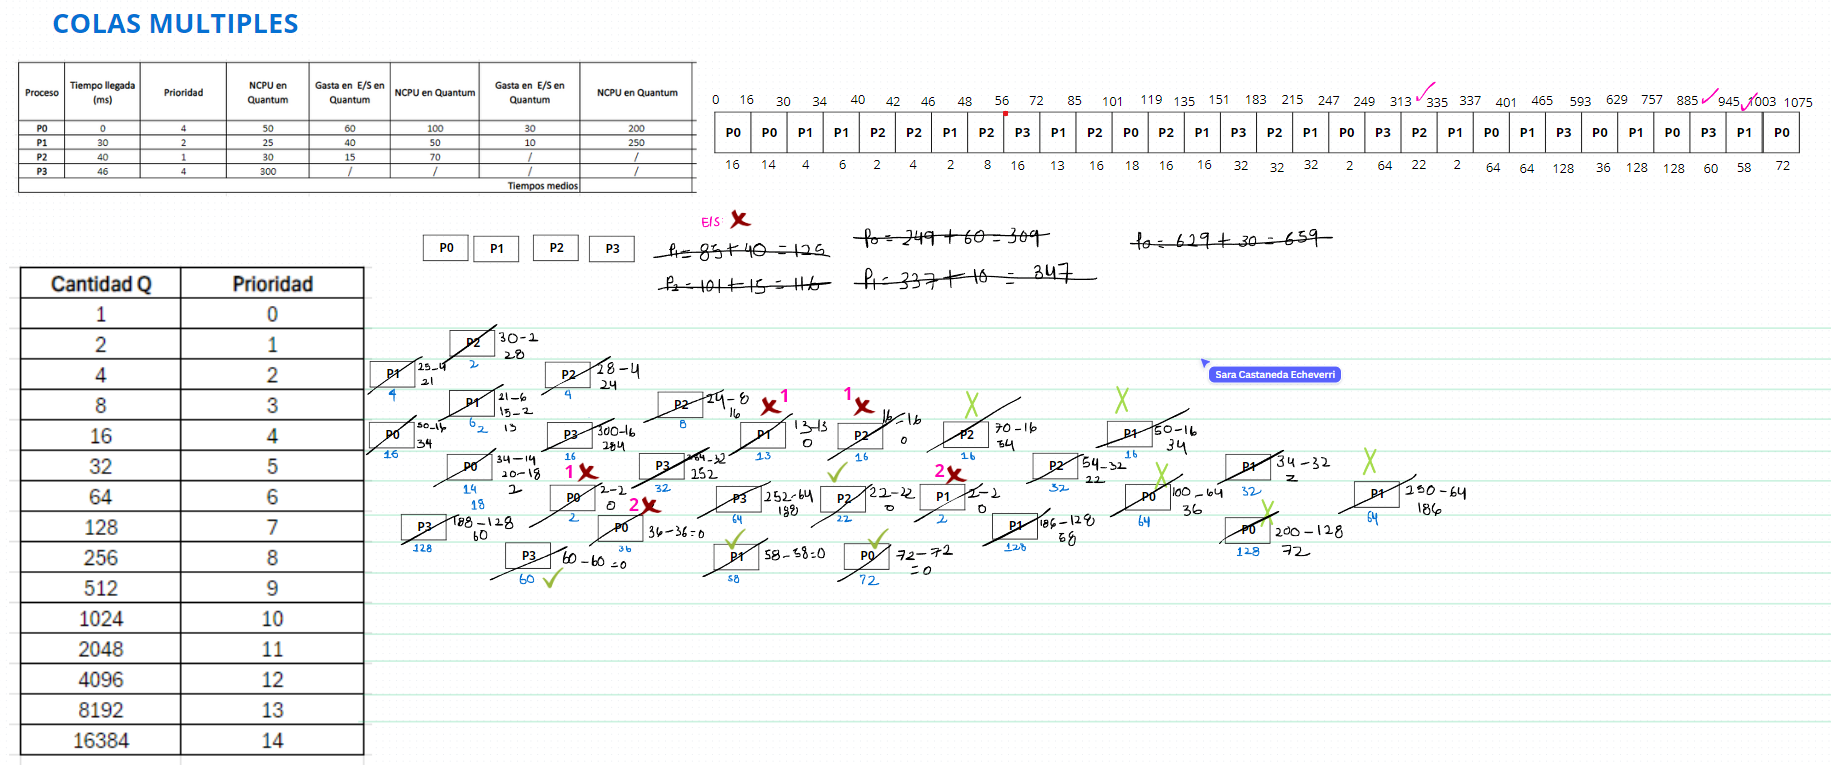 COLAS MULTIPLES
Proceso Tiempo llegada (ms) Prioridad NCPU en Quantum Gasta en E/S en Quantum NCPU en Quantum Gasta en E/S en Quantum NCPU en Quantum
P0 0 4 50 60 100 30 200
P1 30 2 25 40 50 10 250
P2 40 1 30 15 70 / /
P3 46 4 300 / / / /
Tiempos medios
0 16 30 34 40 42 46 48 56 72 85 101 119 135 151 183 215 247 249 313 335 337 401 465 593 629 757 885 945 1003 1075
P0 P0 P1 P1 P2 P2 P1 P2 P3 P1 P2 P0 P2 P1 P3 P2 P1 P0 P3 P2 P1 P0 P1 P3 P0 P1 P0 P3 P1 P0
16 14 4 6 2 4 2 8 16 13 16 18 16 16 32 32 32 2 64 22 2 64 64 128 36 128 128 60 58 72
E/S:
P0 P1 P2 P3
P1 = 85 + 40 = 125
P0 = 249 + 60 = 309
P0 = 629 + 30 = 659
P2 = 101 + 15 = 116
P1 = 337 + 10 = 347
Cantidad Q Prioridad
1 0
2 1
4 2
8 3
16 4
32 5
64 6
128 7
256 8
512 9
1024 10
2048 11
4096 12
8192 13
16384 14
P2 30-2
28
2
P1 25-4
21
4
P2 28-4
24
4
Sara Castaneda Echeverri
P1 21-6
15-2
13
6 2
P2 24-8
16
8
1
1
P0 50-16
34
16
P3 300-16
284
16
P1 13-13
0
13
P2 16-16
0
16
P2 70-16
54
16
P1 50-16
34
16
P0 34-14
20-18
2
14
18
1
P3 284-32
252
32
2
P2 54-32
22
32
P1 34-32
2
32
P0 2-2
0
2
2
P3 252-64
188
64
P2 22-22
0
22
P1 2-2
0
2
P0 100-64
36
64
P1 250-64
186
64
P3 188-128
60
128
P0 36-36=0
36
P1 186-128
58
128
P0 200-128
72
128
P3 60-60=0
60
P1 58-58=0
58
P0 72-72
=0
72